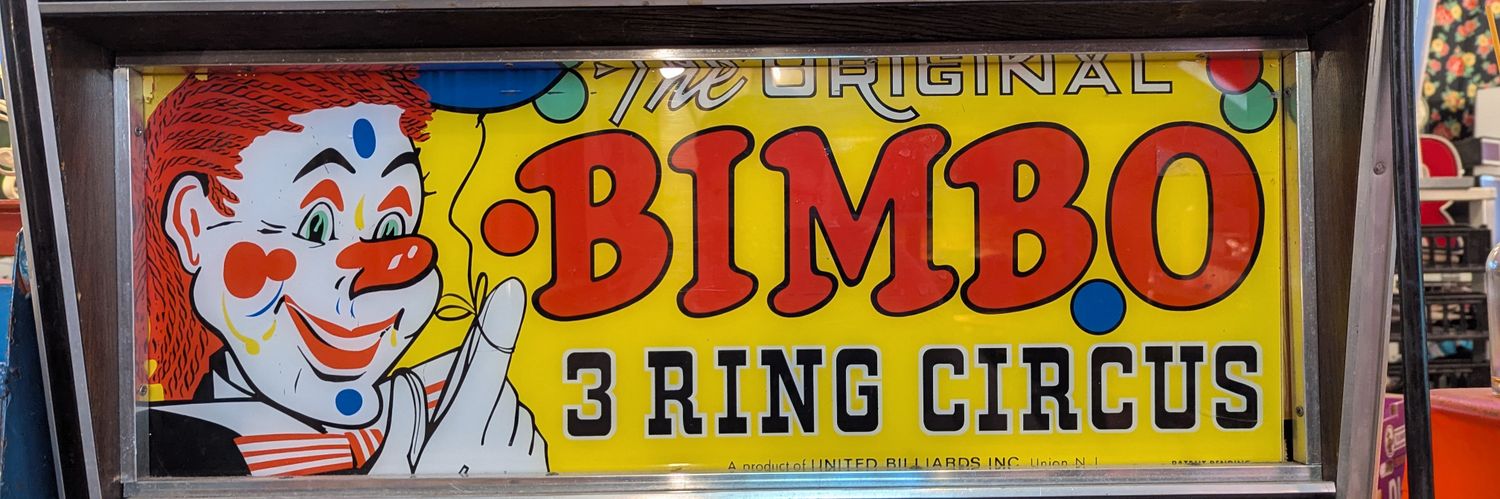 The ORIGINAL
BIMBO
3 RING CIRCUS
A product of UNITED BILLIARDS INC. Union N.J.
PATENT PENDING